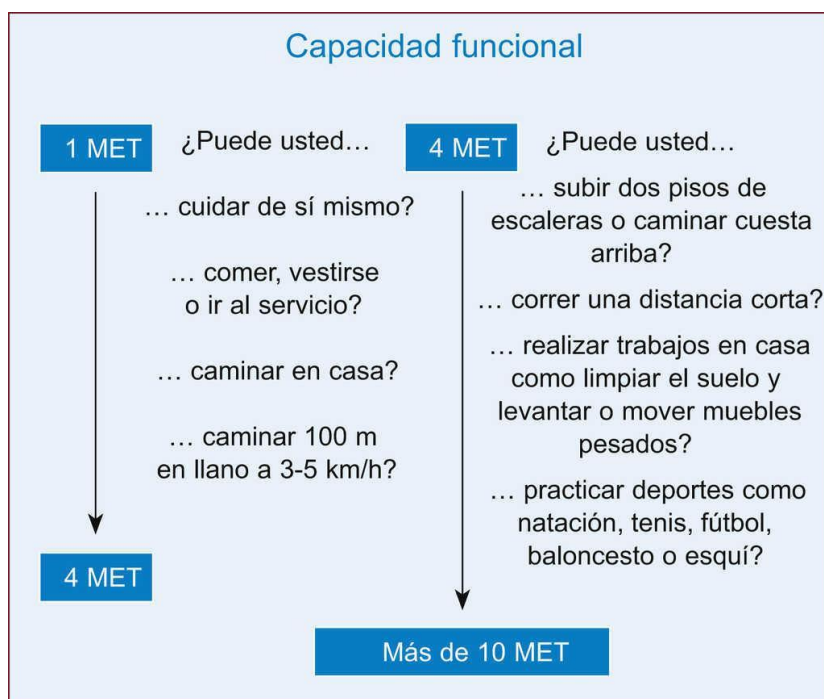 Capacidad funcional
1 MET
¿Puede usted…
… cuidar de sí mismo?
… comer, vestirse
o ir al servicio?
… caminar en casa?
… caminar 100 m
en llano a 3-5 km/h?
4 MET
4 MET
¿Puede usted…
… subir dos pisos de
escaleras o caminar cuesta
arriba?
… correr una distancia corta?
… realizar trabajos en casa
como limpiar el suelo y
levantar o mover muebles
pesados?
… practicar deportes como
natación, tenis, fútbol,
baloncesto o esquí?
Más de 10 MET